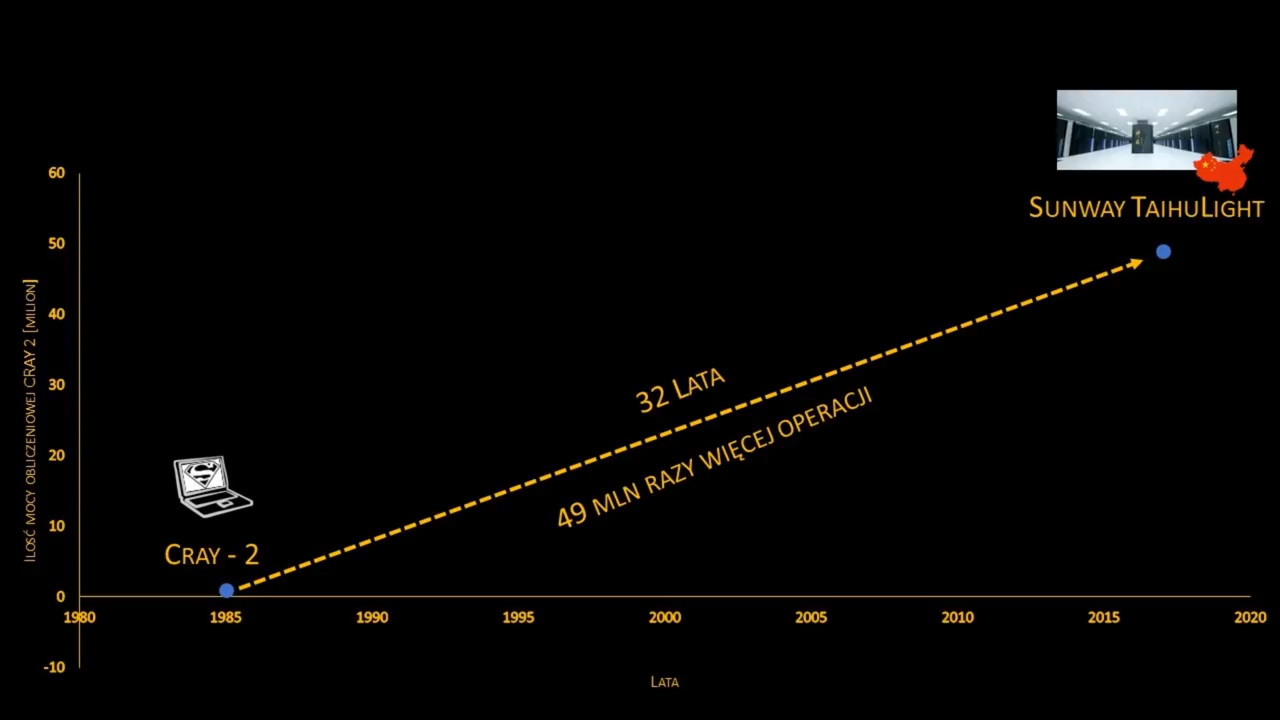 SUNWAY TAIHULIGHT
60
50
40
30
20
10
0
-10
ILOŚĆ MOCY OBLICZENIOWEJ CRAY 2 [MILION]
32 LATA
49 MLN RAZY WIĘCEJ OPERACJI
CRAY - 2
1980 1985 1990 1995 2000 2005 2010 2015 2020
LATA